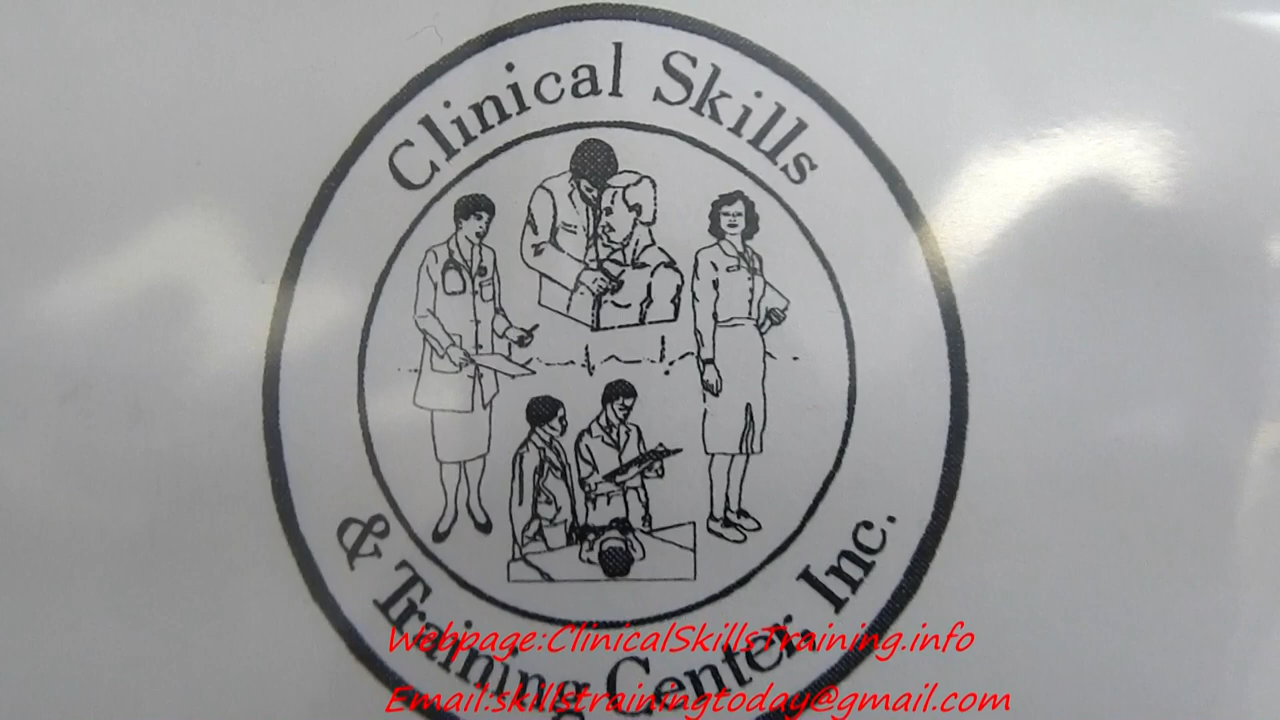 Clinical Skills
& Training Center, Inc.
Webpage:ClinicalSkillsTraining.info
Email:skillstrainingtoday@gmail.com